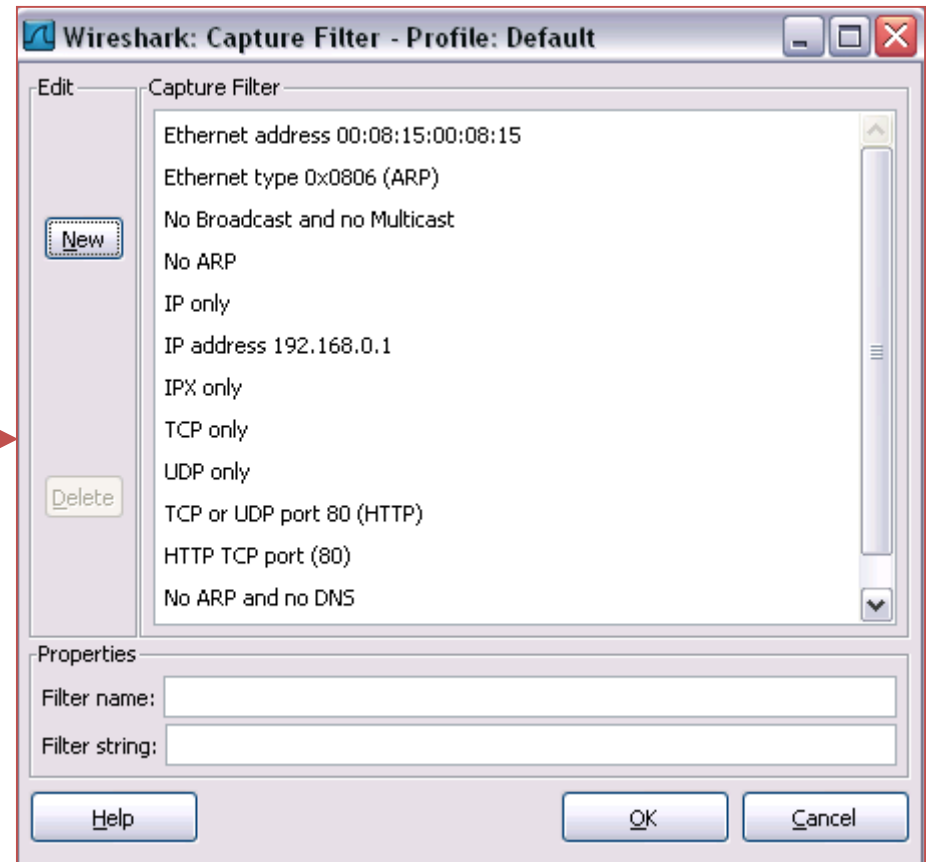 Wireshark: Capture Filter - Profile: Default
Edit
Capture Filter
New
Delete
Ethernet address 00:08:15:00:08:15
Ethernet type 0x0806 (ARP)
No Broadcast and no Multicast
No ARP
IP only
IP address 192.168.0.1
IPX only
TCP only
UDP only
TCP or UDP port 80 (HTTP)
HTTP TCP port (80)
No ARP and no DNS
Properties
Filter name:
Filter string:
Help
OK
Cancel